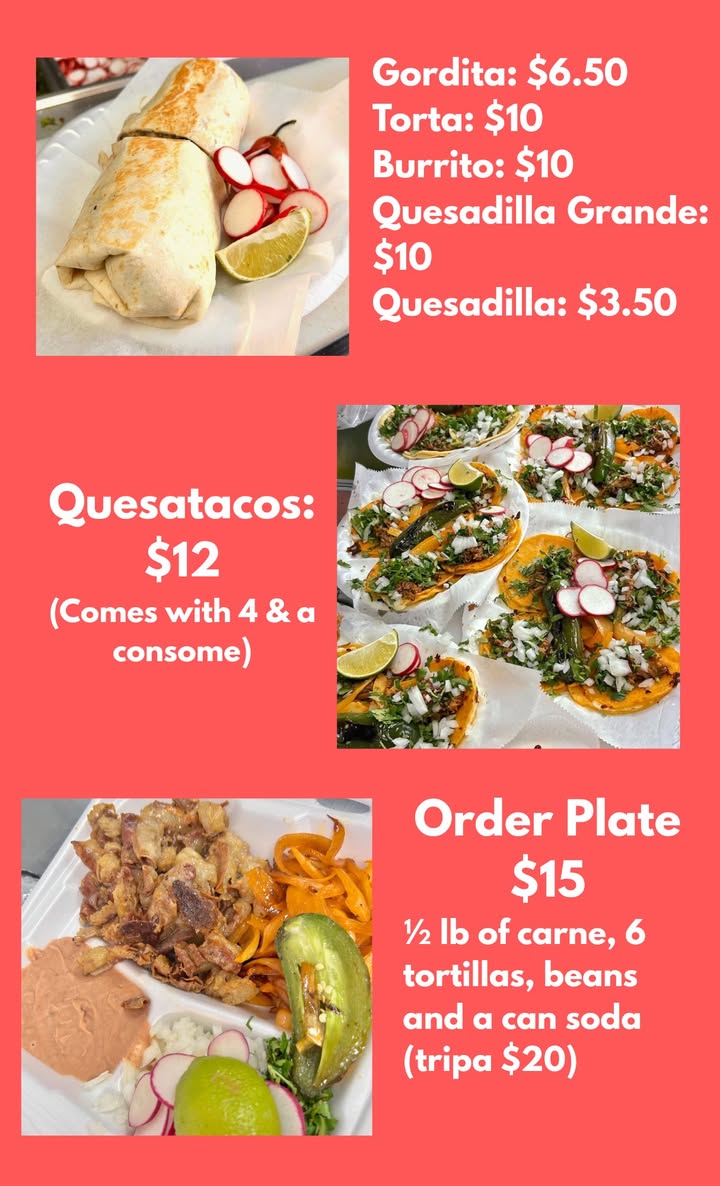 Gordita: $6.50
Torta: $10
Burrito: $10
Quesadilla Grande:
$10
Quesadilla: $3.50
Quesatacos:
$12
(Comes with 4 & a
consome)
Order Plate
$15
½ lb of carne, 6
tortillas, beans
and a can soda
(tripa $20)